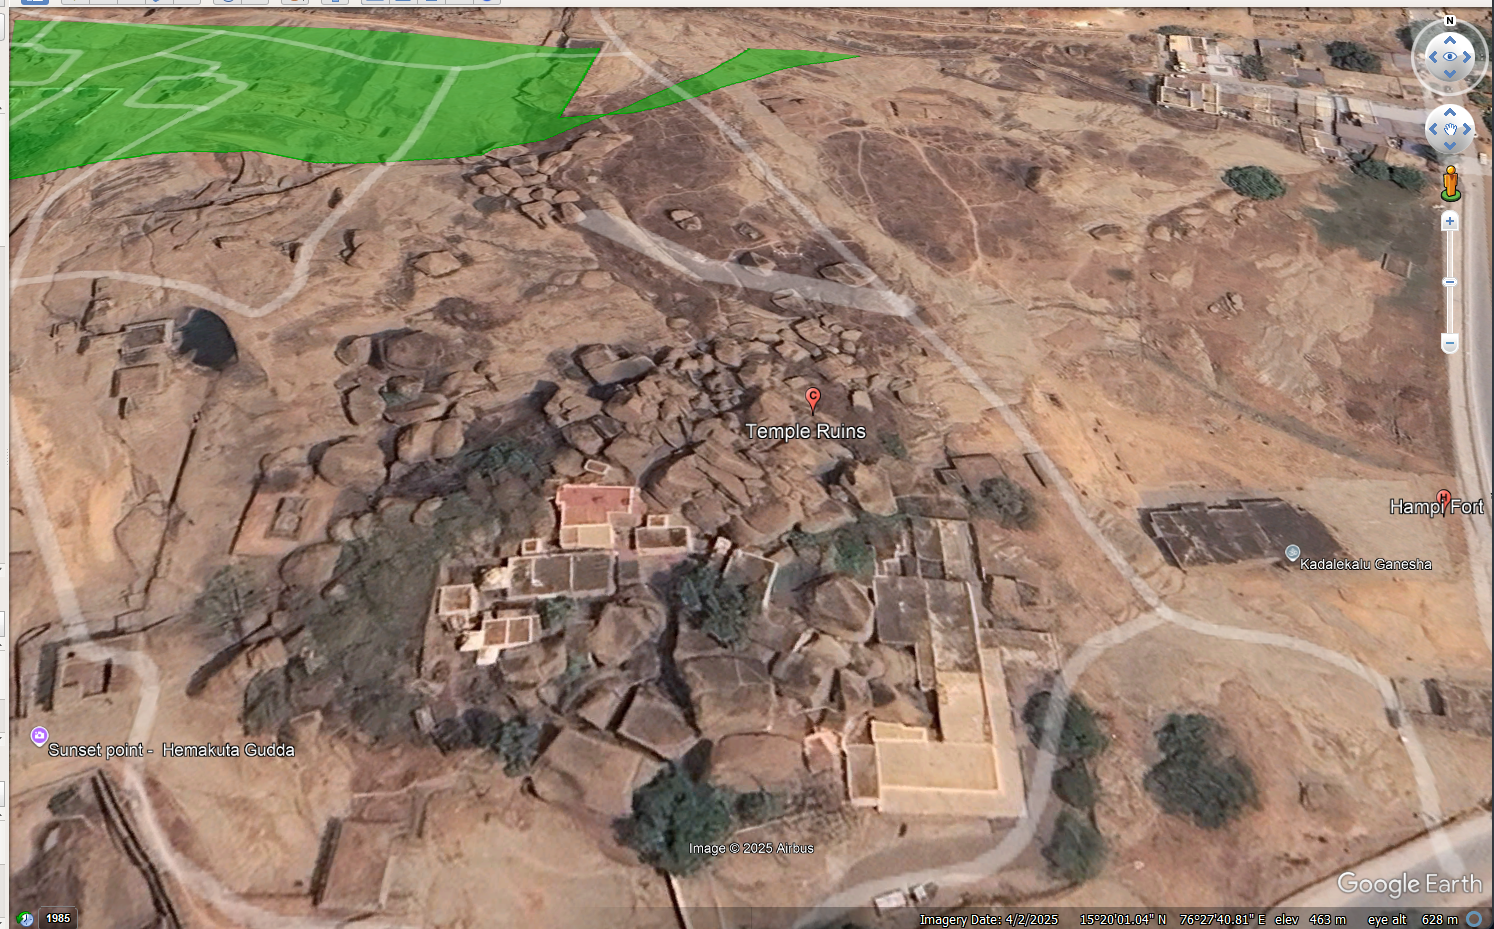 N
C
Temple Ruins
H
Hampi Fort
Kadalekalu Ganesha
Sunset point - Hemakuta Gudda
Image © 2025 Airbus
Google Earth
1985
Imagery Date: 4/2/2025 15°20'01.04" N 76°27'40.81" E elev 463 m eye alt 628 m